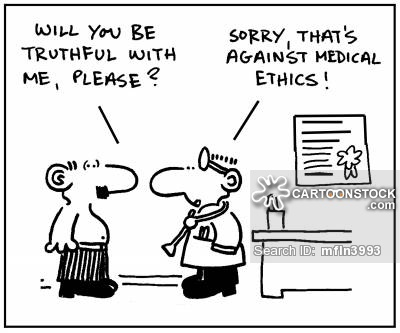 WILL YOU BE
TRUTHFUL WITH
ME, PLEASE?
SORRY, THAT'S
AGAINST MEDICAL
ETHICS!
CARTOONSTOCK
.com
Search ID: mfln3993